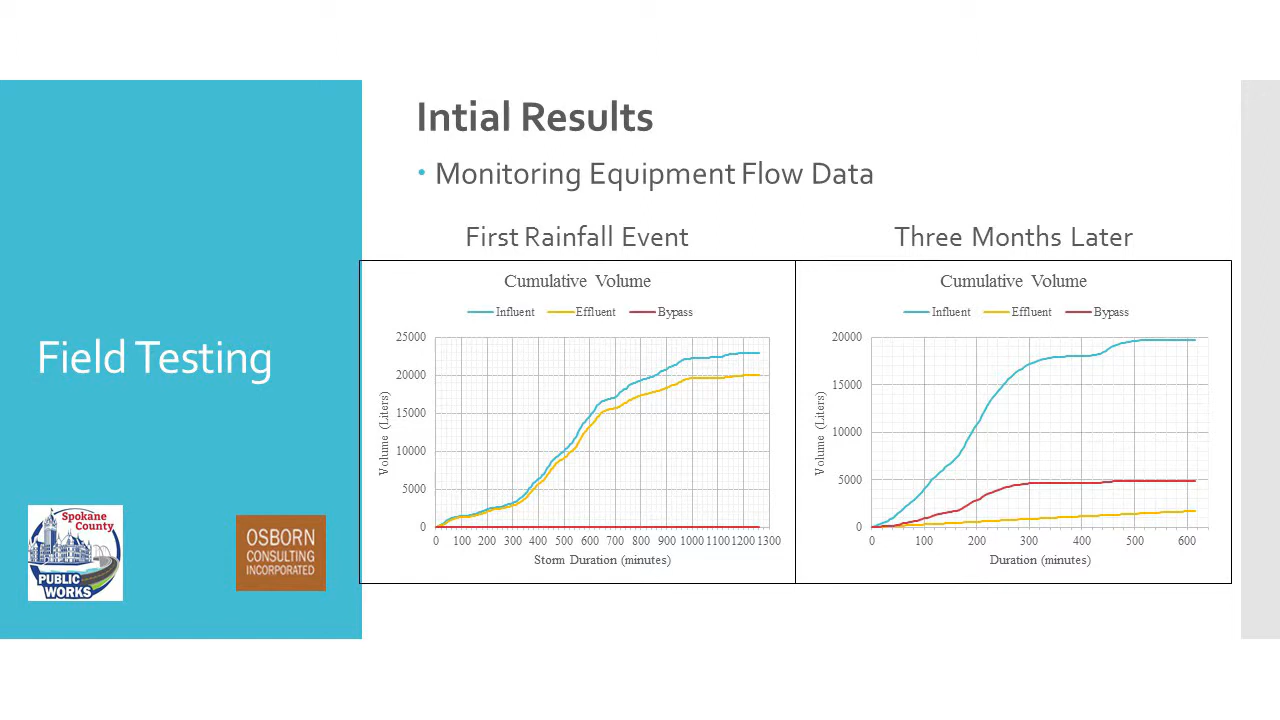 Intial Results
• Monitoring Equipment Flow Data
First Rainfall Event
Three Months Later
Field Testing
Cumulative Volume
Influent Effluent Bypass
Volume (Liters)
25000
20000
15000
10000
5000
0
0 100 200 300 400 500 600 700 800 900 1000 1100 1200 1300
Storm Duration (minutes)
Cumulative Volume
Influent Effluent Bypass
Volume (Liters)
20000
15000
10000
5000
0
0 100 200 300 400 500 600
Duration (minutes)
Spokane
County
PUBLIC
WORKS
OSBORN
CONSULTING
INCORPORATED